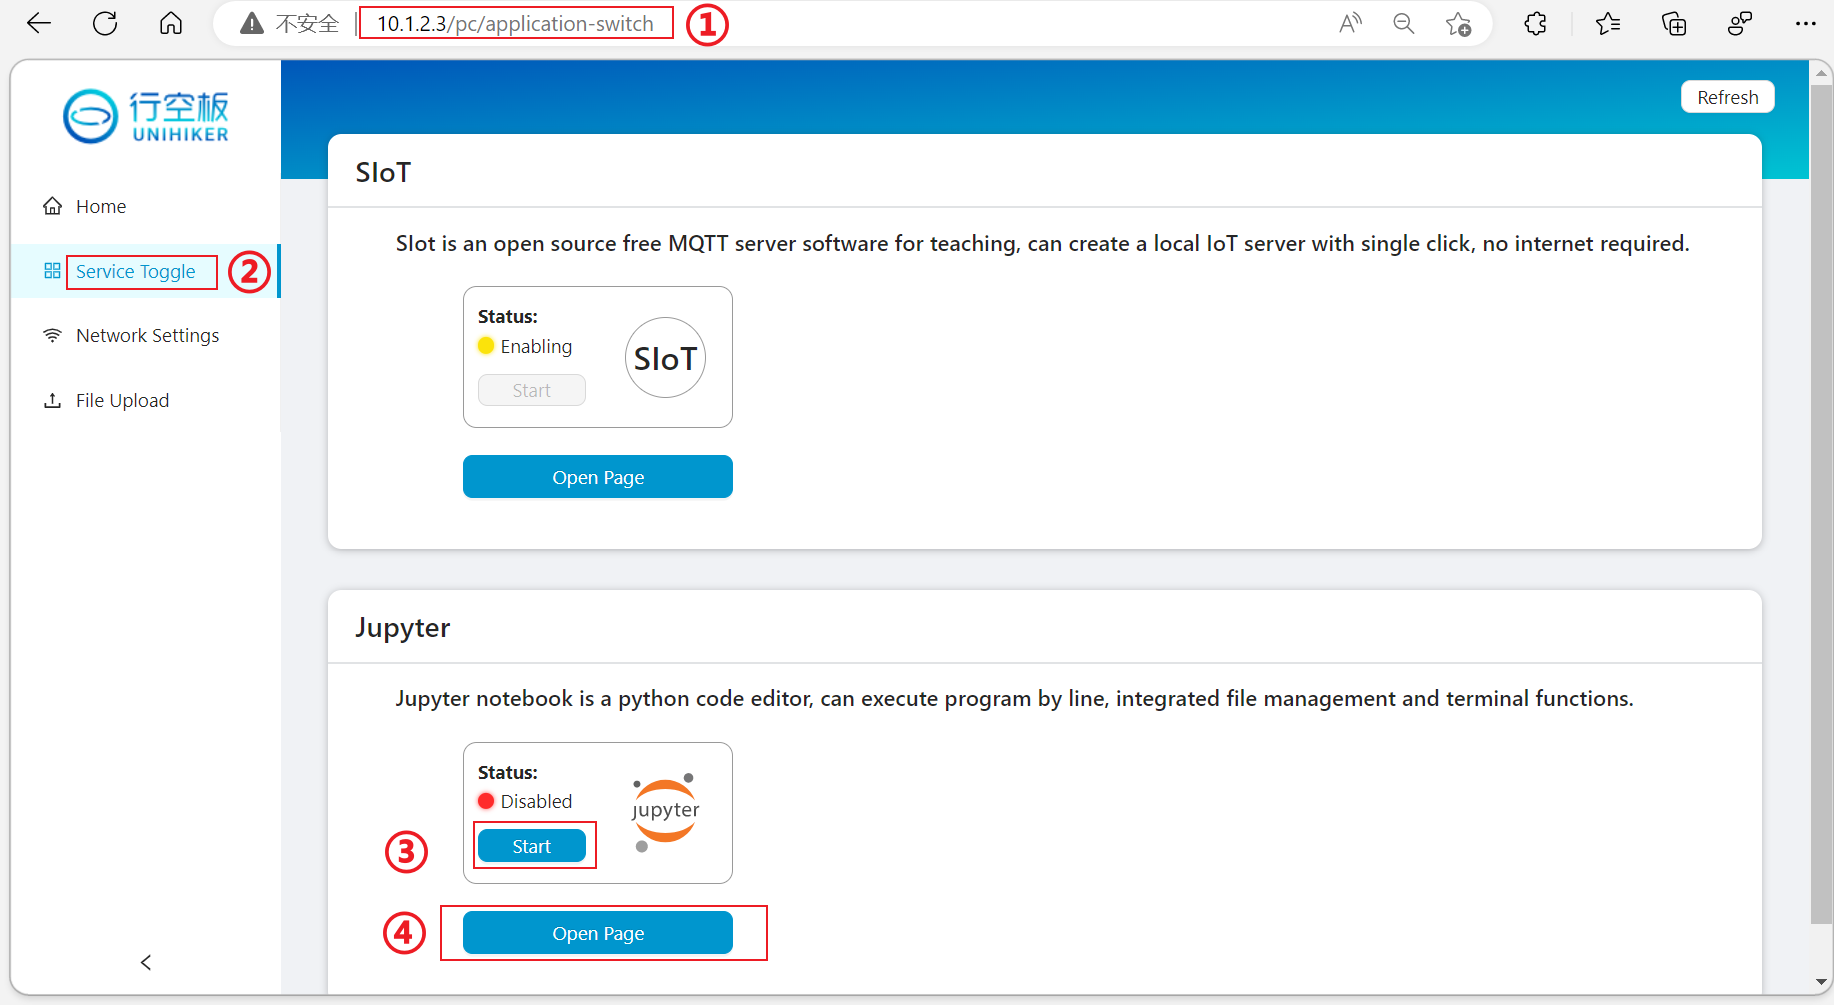 不安全 10.1.2.3/pc/application-switch ①
行空板
UNIHIKER
Refresh
Home
Service Toggle ②
Network Settings
File Upload
SIoT
SIot is an open source free MQTT server software for teaching, can create a local IoT server with single click, no internet required.
Status:
Enabling
Start
SIoT
Open Page
Jupyter
Jupyter notebook is a python code editor, can execute program by line, integrated file management and terminal functions.
Status:
Disabled
③ Start
jupyter
④ Open Page